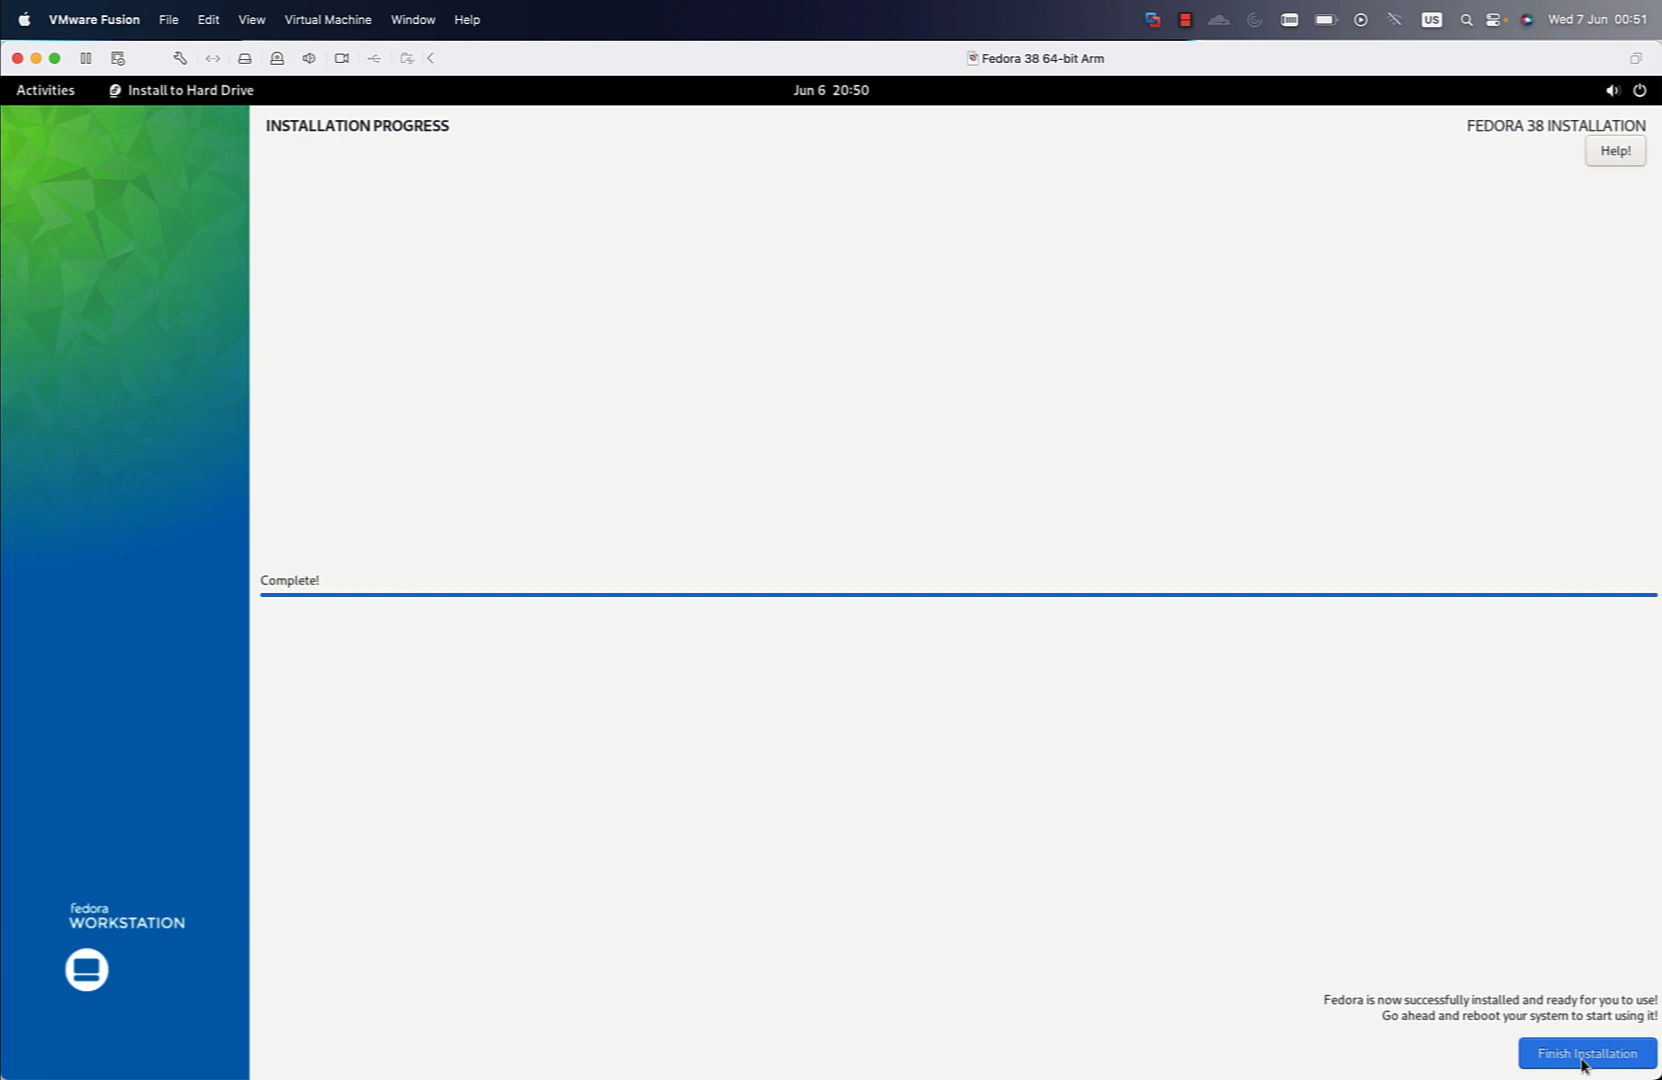 VMware Fusion File Edit View Virtual Machine Window Help US Wed 7 Jun 00:51
Fedora 38 64-bit Arm
Activities Install to Hard Drive Jun 6 20:50
INSTALLATION PROGRESS FEDORA 38 INSTALLATION
Help!
Complete!
fedora
WORKSTATION
Fedora is now successfully installed and ready for you to use!
Go ahead and reboot your system to start using it!
Finish Installation